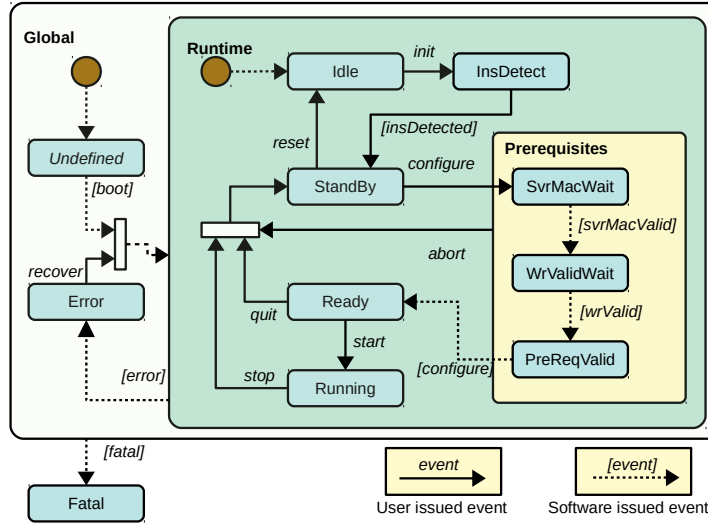 Global
Runtime
Idle
init
InsDetect
Undefined
reset
[insDetected]
[boot]
StandBy
configure
Prerequisites
SvrMacWait
[svrMacValid]
abort
recover
WrValidWait
Error
Ready
quit
[wrValid]
start
[error]
stop
Running
[configure]
PreReqValid
[fatal]
Fatal
event
User issued event
[event]
Software issued event